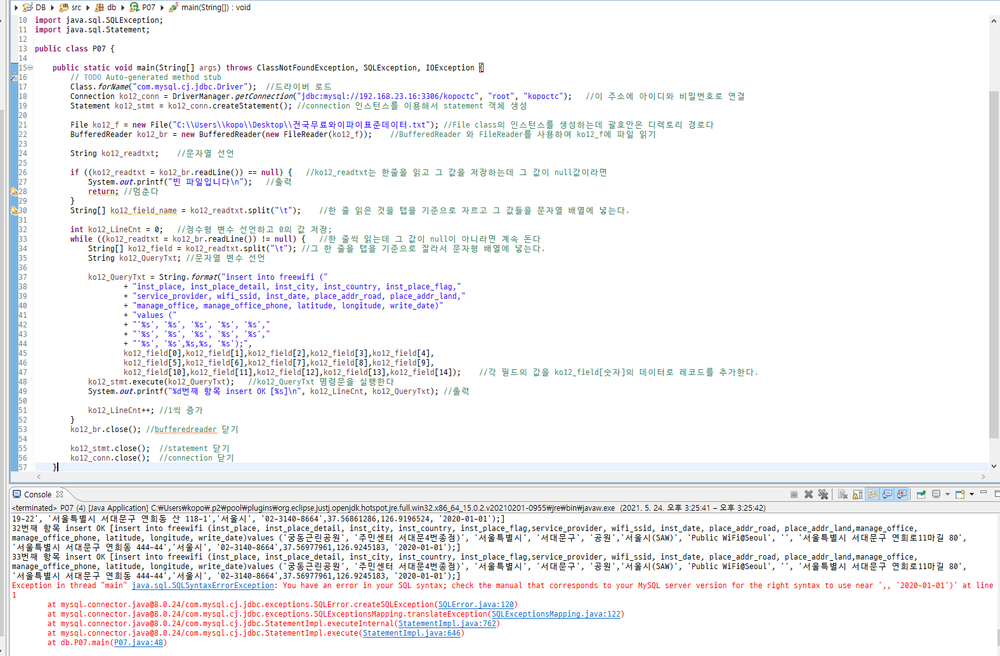 DB ▸ src ▸ db ▸ P07 ▸ main(String[]) : void
10 import java.sql.SQLException;
11 import java.sql.Statement;
12
13 public class P07 {
14
15 public static void main(String[] args) throws ClassNotFoundException, SQLException, IOException {
16 // TODO Auto-generated method stub
17 Class.forName("com.mysql.cj.jdbc.Driver"); //드라이버 로드
18 Connection ko12_conn = DriverManager.getConnection("jdbc:mysql://192.168.23.16:3306/kopoctc", "root", "kopoctc"); //이 주소에 아이디와 비밀번호로 연결
19 Statement ko12_stmt = ko12_conn.createStatement(); //connection 인스턴스를 이용해서 statement 객체 생성
20
21 File ko12_f = new File("C:\\Users\\kopo\\Desktop\\전국무료와이파이표준데이터.txt"); //File class의 인스턴스를 생성하는데 괄호안은 디렉토리 경로다
22 BufferedReader ko12_br = new BufferedReader(new FileReader(ko12_f)); //BufferedReader 와 FileReader를 사용하여 ko12_f에 파일 읽기
23
24 String ko12_readtxt; //문자열 선언
25
26 if ((ko12_readtxt = ko12_br.readLine()) == null) { //ko12_readtxt는 한줄을 읽고 그 값을 저장하는데 그 값이 null값이라면
27 System.out.printf("빈 파일입니다\n"); //출력
28 return; //멈춘다
29 }
30 String[] ko12_field_name = ko12_readtxt.split("\t"); //한 줄 읽은 것을 탭을 기준으로 자르고 그 값들을 문자열 배열에 넣는다.
31
32 int ko12_LineCnt = 0; //정수형 변수 선언하고 0의 값 저장;
33 while ((ko12_readtxt = ko12_br.readLine()) != null) { //한 줄씩 읽는데 그 값이 null이 아니라면 계속 돈다
34 String[] ko12_field = ko12_readtxt.split("\t"); //그 한 줄을 탭을 기준으로 잘라서 문자형 배열에 넣는다.
35 String ko12_QueryTxt; //문자열 변수 선언
36
37 ko12_QueryTxt = String.format("insert into freewifi ("
38 + "inst_place, inst_place_detail, inst_city, inst_country, inst_place_flag,"
39 + "service_provider, wifi_ssid, inst_date, place_addr_road, place_addr_land,"
40 + "manage_office, manage_office_phone, latitude, longitude, write_date)"
41 + "values ("
42 + "'%s', '%s', '%s', '%s', '%s',"
43 + "'%s', '%s', '%s', '%s', '%s',"
44 + "'%s', '%s',%s,%s, '%s');",
45 ko12_field[0],ko12_field[1],ko12_field[2],ko12_field[3],ko12_field[4],
46 ko12_field[5],ko12_field[6],ko12_field[7],ko12_field[8],ko12_field[9],
47 ko12_field[10],ko12_field[11],ko12_field[12],ko12_field[13],ko12_field[14]); //각 필드의 값을 ko12_field[숫자]의 데이터로 레코드를 추가한다.
48 ko12_stmt.execute(ko12_QueryTxt); //ko12_QueryTxt 명령문을 실행한다
49 System.out.printf("%d번째 항목 insert OK [%s]\n", ko12_LineCnt, ko12_QueryTxt); //출력
50
51 ko12_LineCnt++; //1씩 증가
52 }
53 ko12_br.close(); //bufferedreader 닫기
54
55 ko12_stmt.close(); //statement 닫기
56 ko12_conn.close(); //connection 닫기
57 }
Console
<terminated> P07 (4) [Java Application] C:₩Users₩kopo₩.p2₩pool₩plugins₩org.eclipse.justj.openjdk.hotspot.jre.full.win32.x86_64_15.0.2.v20210201-0955₩jre₩bin₩javaw.exe (2021. 5. 24. 오후 3:25:41 – 오후 3:25:42)
19-22', '서울특별시 서대문구 연희동 산 118-1','서울시', '02-3140-8664',37.56861286,126.9196524, '2020-01-01');]
32번째 항목 insert OK [insert into freewifi (inst_place, inst_place_detail, inst_city, inst_country, inst_place_flag,service_provider, wifi_ssid, inst_date, place_addr_road, place_addr_land,manage_office,
manage_office_phone, latitude, longitude, write_date)values ('궁동근린공원', '주민센터 서대문4번종점)', '서울특별시', '서대문구', '공원','서울시(SAW)', 'Public WiFi@Seoul', '', '서울특별시 서대문구 연희로11마길 80',
'서울특별시 서대문구 연희동 444-44','서울시', '02-3140-8664',37.56977961,126.9245183, '2020-01-01');]
33번째 항목 insert OK [insert into freewifi (inst_place, inst_place_detail, inst_city, inst_country, inst_place_flag,service_provider, wifi_ssid, inst_date, place_addr_road, place_addr_land,manage_office,
manage_office_phone, latitude, longitude, write_date)values ('궁동근린공원', '주민센터 서대문4번종점)', '서울특별시', '서대문구', '공원','서울시(SAW)', 'Public WiFi@Seoul', '', '서울특별시 서대문구 연희로11마길 80',
'서울특별시 서대문구 연희동 444-44','서울시', '02-3140-8664',37.56977961,126.9245183, '2020-01-01');]
Exception in thread "main" java.sql.SQLSyntaxErrorException: You have an error in your SQL syntax; check the manual that corresponds to your MySQL server version for the right syntax to use near ',, '2020-01-01')' at line
1
at mysql.connector.java@8.0.24/com.mysql.cj.jdbc.exceptions.SQLError.createSQLException(SQLError.java:120)
at mysql.connector.java@8.0.24/com.mysql.cj.jdbc.exceptions.SQLExceptionsMapping.translateException(SQLExceptionsMapping.java:122)
at mysql.connector.java@8.0.24/com.mysql.cj.jdbc.StatementImpl.executeInternal(StatementImpl.java:762)
at mysql.connector.java@8.0.24/com.mysql.cj.jdbc.StatementImpl.execute(StatementImpl.java:646)
at db.P07.main(P07.java:48)